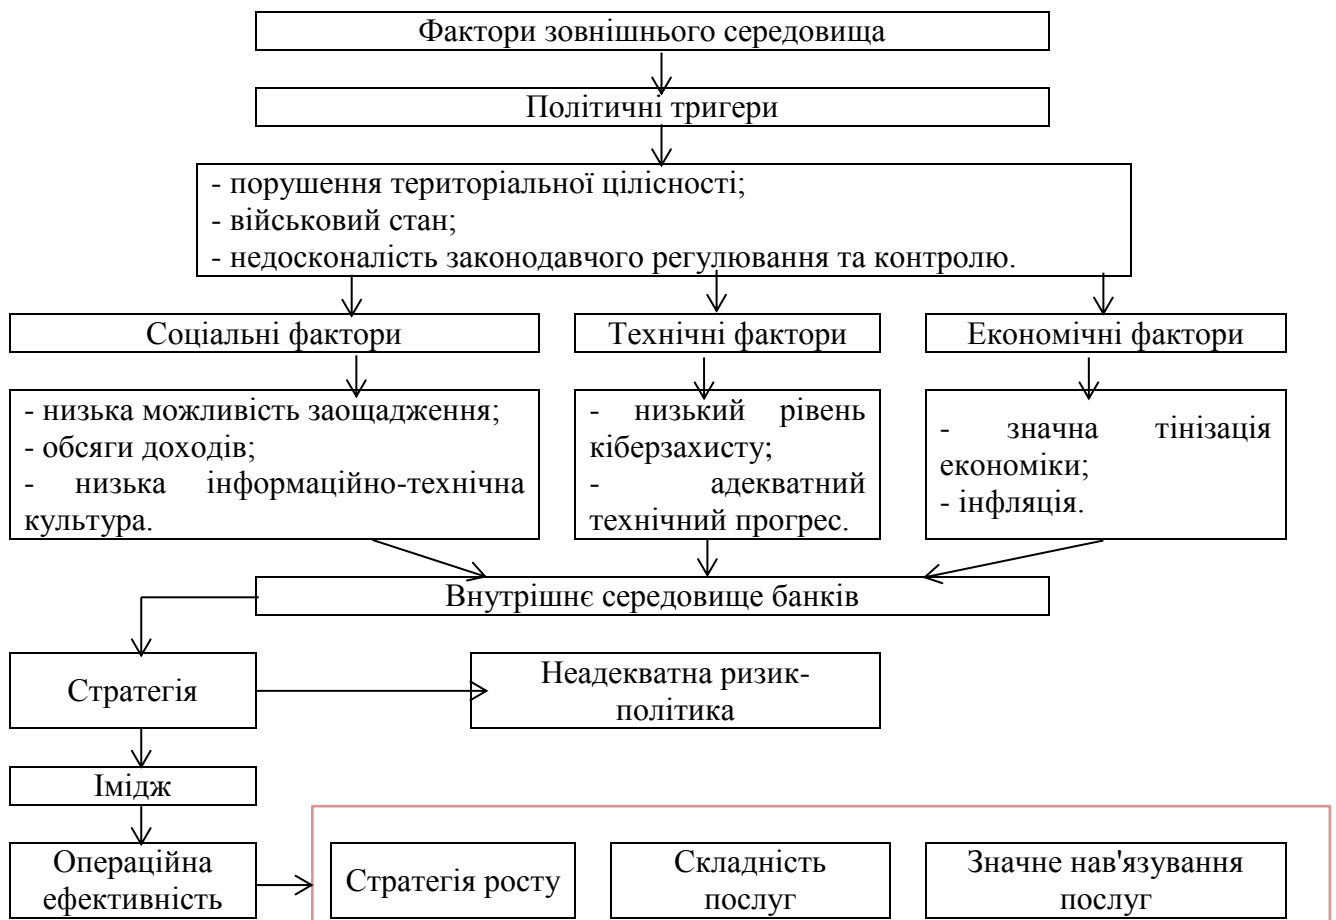 Фактори зовнішнього середовища
Політичні тригери
- порушення територіальної цілісності;
- військовий стан;
- недосконалість законодавчого регулювання та контролю.
Соціальні фактори
Технічні фактори
Економічні фактори
- низька можливість заощадження;
- обсяги доходів;
- низька інформаційно-технічна
культура.
- низький рівень
кіберзахисту;
- адекватний
технічний прогрес.
- значна тінізація
економіки;
- інфляція.
Внутрішнє середовище банків
Стратегія
Неадекватна ризик-
політика
Імідж
Операційна
ефективність
Стратегія росту
Складність
послуг
Значне нав'язування
послуг